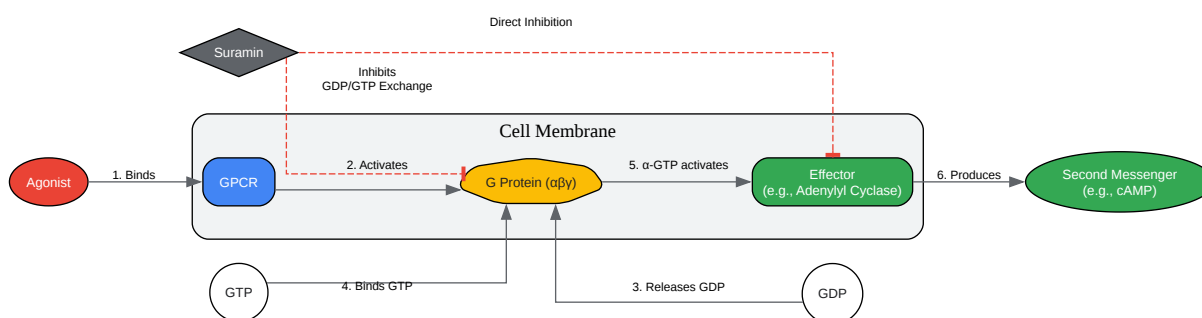 Direct Inhibition
Suramin
Inhibits
GDP/GTP Exchange
Cell Membrane
Agonist
1. Binds
GPCR
2. Activates
G Protein (αβγ)
5. α-GTP activates
Effector
(e.g., Adenylyl Cyclase)
6. Produces
Second Messenger
(e.g., cAMP)
GTP
4. Binds GTP
3. Releases GDP
GDP